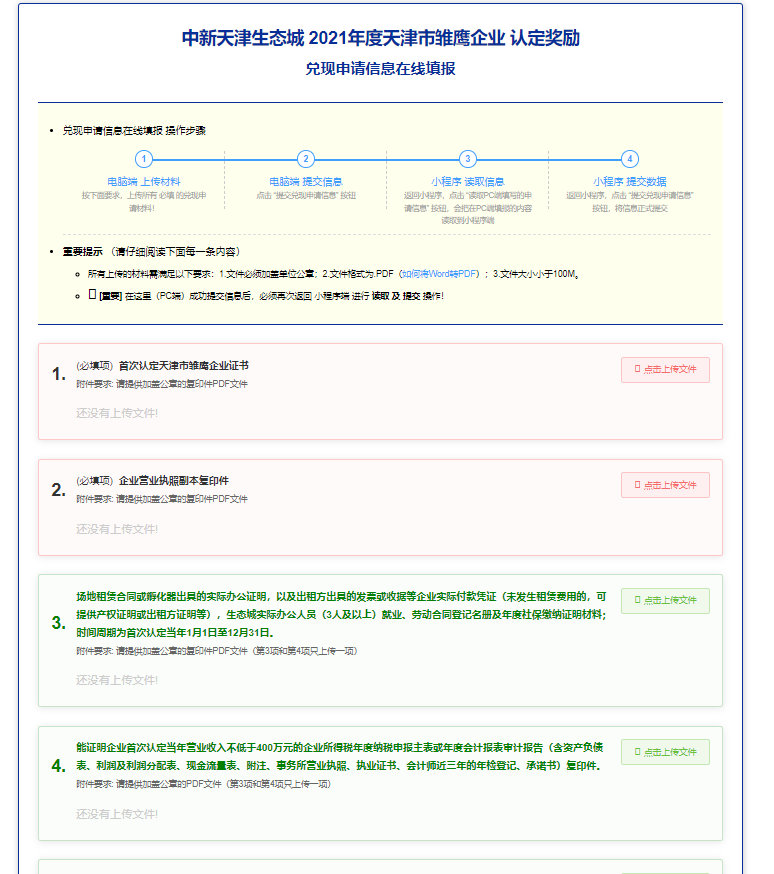 中新天津生态城 2021年度天津市雏鹰企业 认定奖励
兑现申请信息在线填报
兑现申请信息在线填报 操作步骤
1
2
3
4
电脑端 上传材料
电脑端 提交信息
小程序 读取信息
小程序 提交数据
按下面要求，上传所有 必填 的兑现申
请材料！
点击 “提交兑现申请信息” 按钮
返回小程序，点击 “读取PC端填写的申
请信息” 按钮，会把在PC端填报的内容
读取到小程序端
返回小程序，点击 “提交兑现申请信息”
按钮，将信息正式提交
重要提示 （请仔细阅读下面每一条内容）
所有上传的材料需满足以下要求：1.文件必须加盖单位公章；2.文件格式为.PDF（如何将Word转PDF）；3.文件大小小于100M。
[重要] 在这里（PC端）成功提交信息后，必须再次返回 小程序端 进行 读取 及 提交 操作！
1.
(必填项) 首次认定天津市雏鹰企业证书
附件要求: 请提供加盖公章的复印件PDF文件
还没有上传文件!
点击上传文件
2.
(必填项) 企业营业执照副本复印件
附件要求: 请提供加盖公章的复印件PDF文件
还没有上传文件!
点击上传文件
3.
场地租赁合同或孵化器出具的实际办公证明，以及出租方出具的发票或收据等企业实际付款凭证（未发生租赁费用的，可
提供产权证明或出租方证明等），生态城实际办公人员（3人及以上）就业、劳动合同登记名册及年度社保缴纳证明材料；
时间周期为首次认定当年1月1日至12月31日。
附件要求: 请提供加盖公章的复印件PDF文件（第3项和第4项只上传一项）
还没有上传文件!
点击上传文件
4.
能证明企业首次认定当年营业收入不低于400万元的企业所得税年度纳税申报主表或年度会计报表审计报告（含资产负债
表、利润及利润分配表、现金流量表、附注、事务所营业执照、执业证书、会计师近三年的年检登记、承诺书）复印件。
附件要求: 请提供加盖公章的PDF文件（第3项和第4项只上传一项）
还没有上传文件!
点击上传文件